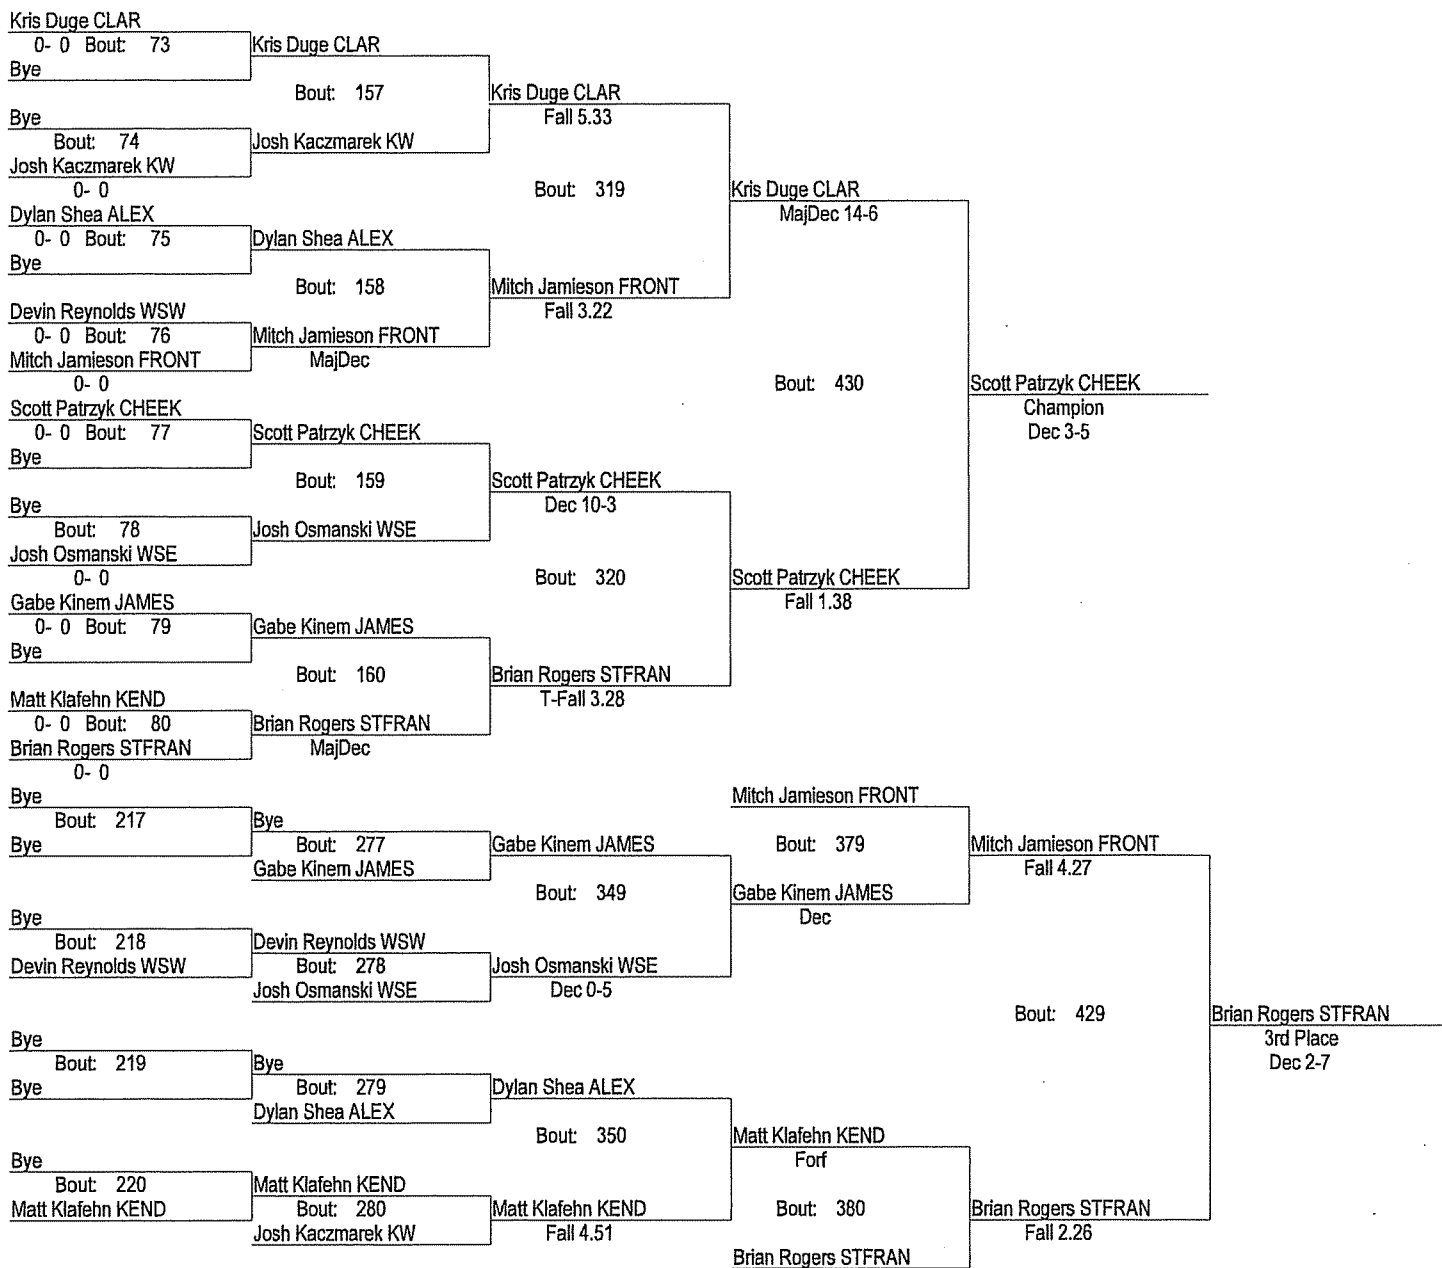 Kris Duge CLAR
0- 0 Bout: 73
Bye
Kris Duge CLAR
Bout: 157
Bye
Bout: 74
Josh Kaczmarek KW
0- 0
Josh Kaczmarek KW
Kris Duge CLAR
Fall 5.33
Bout: 319
Dylan Shea ALEX
0- 0 Bout: 75
Bye
Dylan Shea ALEX
Bout: 158
Devin Reynolds WSW
0- 0 Bout: 76
Mitch Jamieson FRONT
0- 0
Mitch Jamieson FRONT
MajDec
Mitch Jamieson FRONT
Fall 3.22
Kris Duge CLAR
MajDec 14-6
Bout: 430
Scott Patrzyk CHEEK
0- 0 Bout: 77
Bye
Scott Patrzyk CHEEK
Bout: 159
Bye
Bout: 78
Josh Osmanski WSE
0- 0
Josh Osmanski WSE
Scott Patrzyk CHEEK
Dec 10-3
Bout: 320
Gabe Kinem JAMES
0- 0 Bout: 79
Bye
Gabe Kinem JAMES
Bout: 160
Matt Klafehn KEND
0- 0 Bout: 80
Brian Rogers STFRAN
0- 0
Brian Rogers STFRAN
MajDec
Brian Rogers STFRAN
T-Fall 3.28
Scott Patrzyk CHEEK
Fall 1.38
Scott Patrzyk CHEEK
Champion
Dec 3-5
Bye
Bout: 217
Bye
Bye
Bout: 277
Gabe Kinem JAMES
Gabe Kinem JAMES
Bout: 349
Bye
Bout: 218
Devin Reynolds WSW
Devin Reynolds WSW
Bout: 278
Josh Osmanski WSE
Josh Osmanski WSE
Dec 0-5
Mitch Jamieson FRONT
Bout: 379
Gabe Kinem JAMES
Dec
Mitch Jamieson FRONT
Fall 4.27
Bout: 429
Bye
Bout: 219
Bye
Bye
Bout: 279
Dylan Shea ALEX
Dylan Shea ALEX
Bout: 350
Bye
Bout: 220
Matt Klafehn KEND
Matt Klafehn KEND
Bout: 280
Josh Kaczmarek KW
Matt Klafehn KEND
Fall 4.51
Matt Klafehn KEND
Forf
Bout: 380
Brian Rogers STFRAN
Brian Rogers STFRAN
Fall 2.26
Brian Rogers STFRAN
3rd Place
Dec 2-7